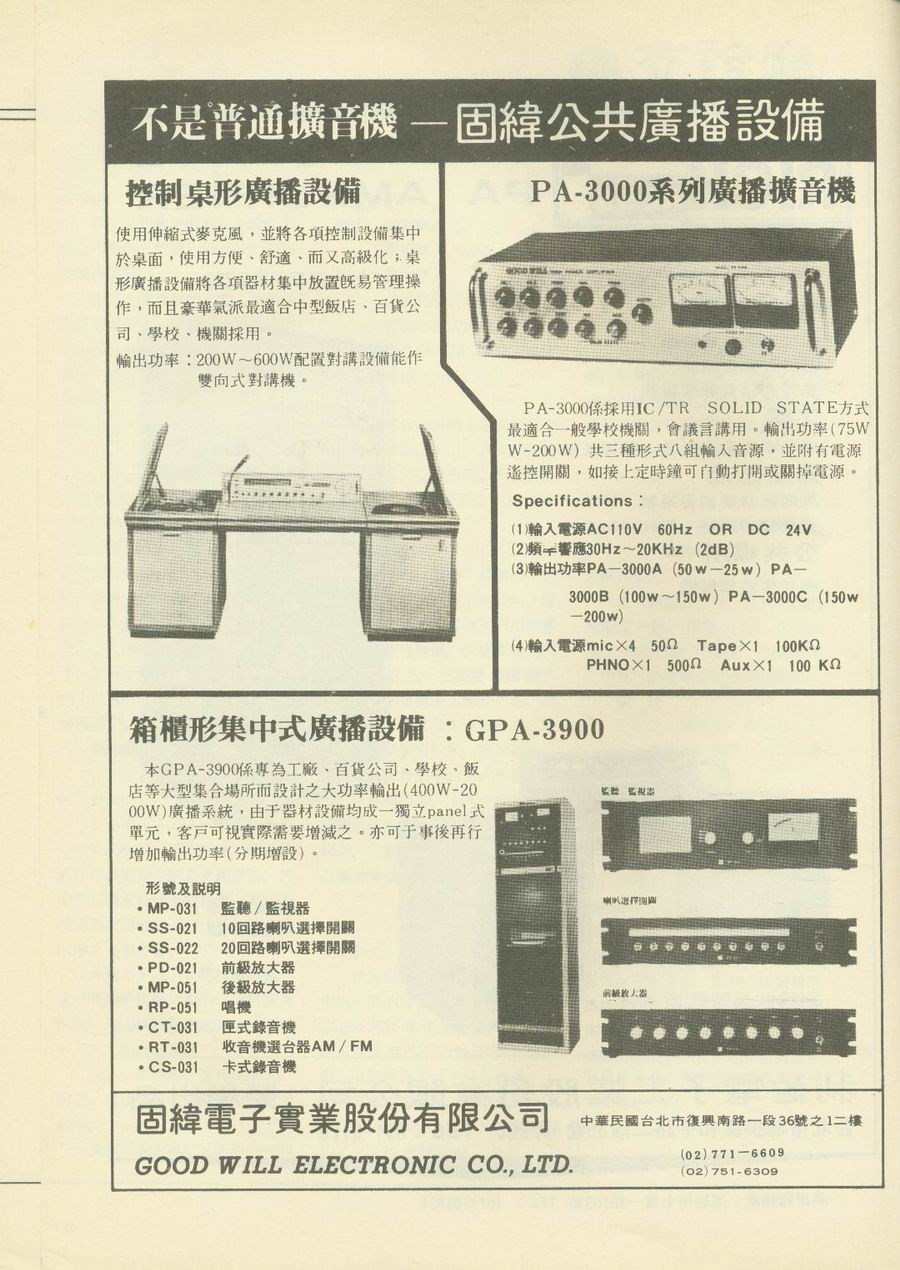 不是普通擴音機—固緯公共廣播設備
控制桌形廣播設備
使用伸縮式麥克風，並將各項控制設備集中
於桌面，使用方便、舒適、而又高級化；桌
形廣播設備將各項器材集中放置旣易管理操
作，而且豪華氣派最適合中型飯店、百貨公
司、學校、機關採用。
輸出功率：200W～600W配置對講設備能作
雙向式對講機。
PA-3000系列廣播擴音機
GOOD WILL
SOLID STATE
PA-3000係採用IC/TR SOLID STATE方式
最適合一般學校機關，會議言講用。輸出功率(75W
W-200W) 共三種形式八組輸入音源，並附有電源
遙控開關，如接上定時鐘可自動打開或關掉電源。
Specifications：
(1)輸入電源AC110V 60Hz OR DC 24V
(2)頻率響應30Hz～20KHz (2dB)
(3)輸出功率PA－3000A (50w－25w) PA－
3000B (100w～150w) PA－3000C (150w
－200w)
(4)輸入電源mic×4 50Ω Tape×1 100KΩ
PHNO×1 500Ω Aux×1 100 KΩ
箱櫃形集中式廣播設備：GPA-3900
本GPA-3900係專為工廠、百貨公司、學校、飯
店等大型集合場所而設計之大功率輸出(400W-20
00W)廣播系統，由于器材設備均成一獨立panel式
單元，客戶可視實際需要增減之。亦可于事後再行
增加輸出功率(分期增設)。
形號及説明
•MP-031 監聽/監視器
•SS-021 10回路喇叭選擇開關
•SS-022 20回路喇叭選擇開關
•PD-021 前級放大器
•MP-051 後級放大器
•RP-051 唱機
•CT-031 匣式錄音機
•RT-031 收音機選台器AM/FM
•CS-031 卡式錄音機
監聽 監視器
喇叭選擇開關
前級放大器
固緯電子實業股份有限公司
中華民國台北市復興南路一段36號之1二樓
GOOD WILL ELECTRONIC CO., LTD.
(02)771－6609
(02)751-6309